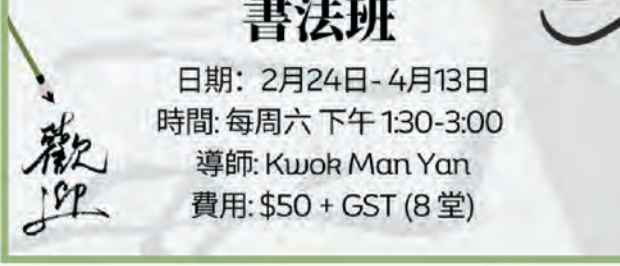 書法班
日期：2月24日- 4月13日
時間: 每周六 下午 1:30-3:00
導師: Kwok Man Yan
費用: $50 + GST (8 堂)
歡
迎